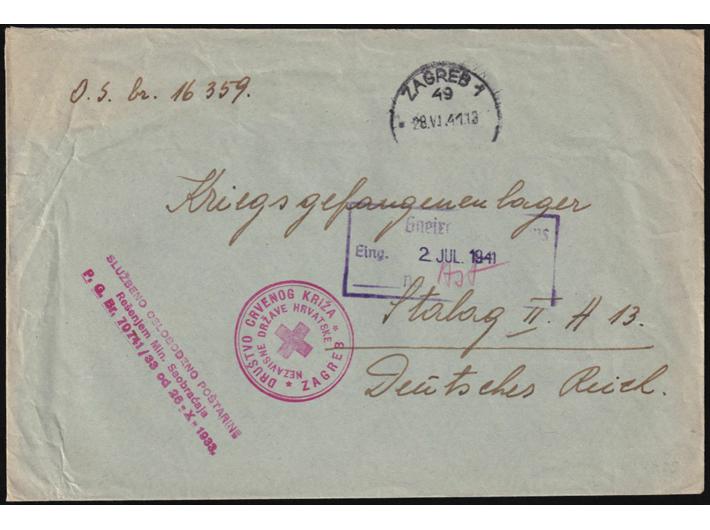 O. S. br. 16 359.
ZAGREB 1
49
28.VI.41.13
Kriegsgefangenenlager
Eing. 2 JUL. 1941
Stalag II. A 13.
Deutsches Reich.
DRUŠTVO CRVENOG KRIŽA * ZAGREB *
NEZAVISNE DRŽAVE HRVATSKE
SLUŽBENO OSLOBOĐENO POŠTARINE
Rešenjem Min. Saobraćaja
P. G. Br. 70741/33 od 26-X-1933.